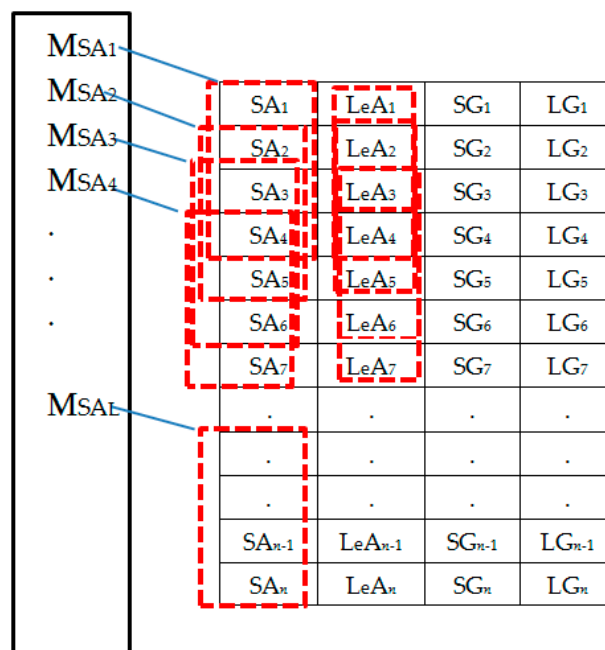 MSA1
MSA2
MSA3
MSA4
.
.
.
MSAL
SA1 LeA1 SG1 LG1
SA2 LeA2 SG2 LG2
SA3 LeA3 SG3 LG3
SA4 LeA4 SG4 LG4
SA5 LeA5 SG5 LG5
SA6 LeA6 SG6 LG6
SA7 LeA7 SG7 LG7
. . . .
. . . .
. . . .
SAn-1 LeAn-1 SGn-1 LGn-1
SAn LeAn SGn LGn